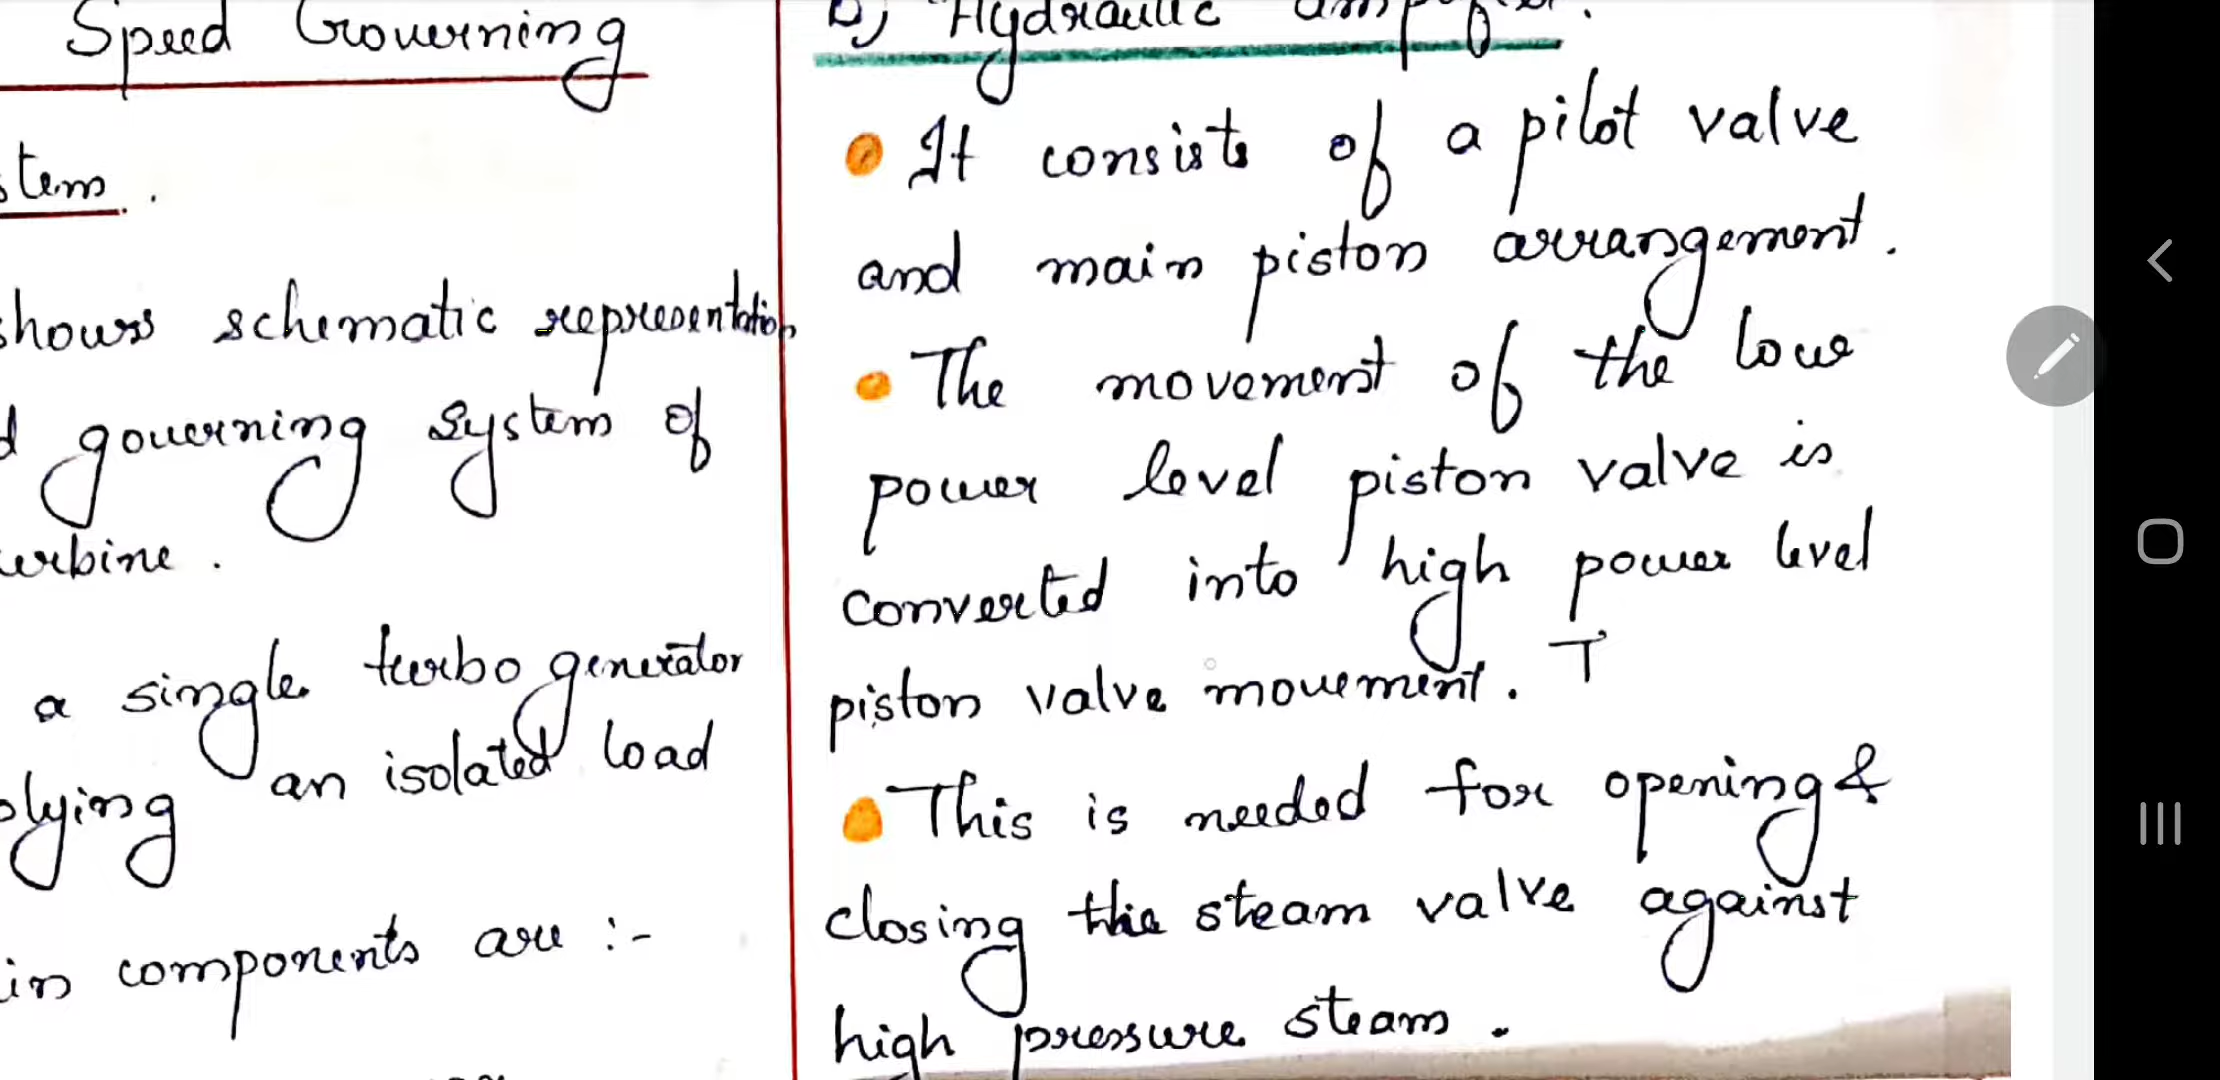 Speed Governing
stem.
shows schematic representation
d governing system of
urbine.
a single turbo generator
plying an isolated load
in components are :-
b) Hydraulic amplifier.
It consists of a pilot valve
and main piston arrangement.
The movement of the low
power level piston valve is
converted into high power level
piston valve movement. T
This is needed for opening &
closing the steam valve against
high pressure steam.